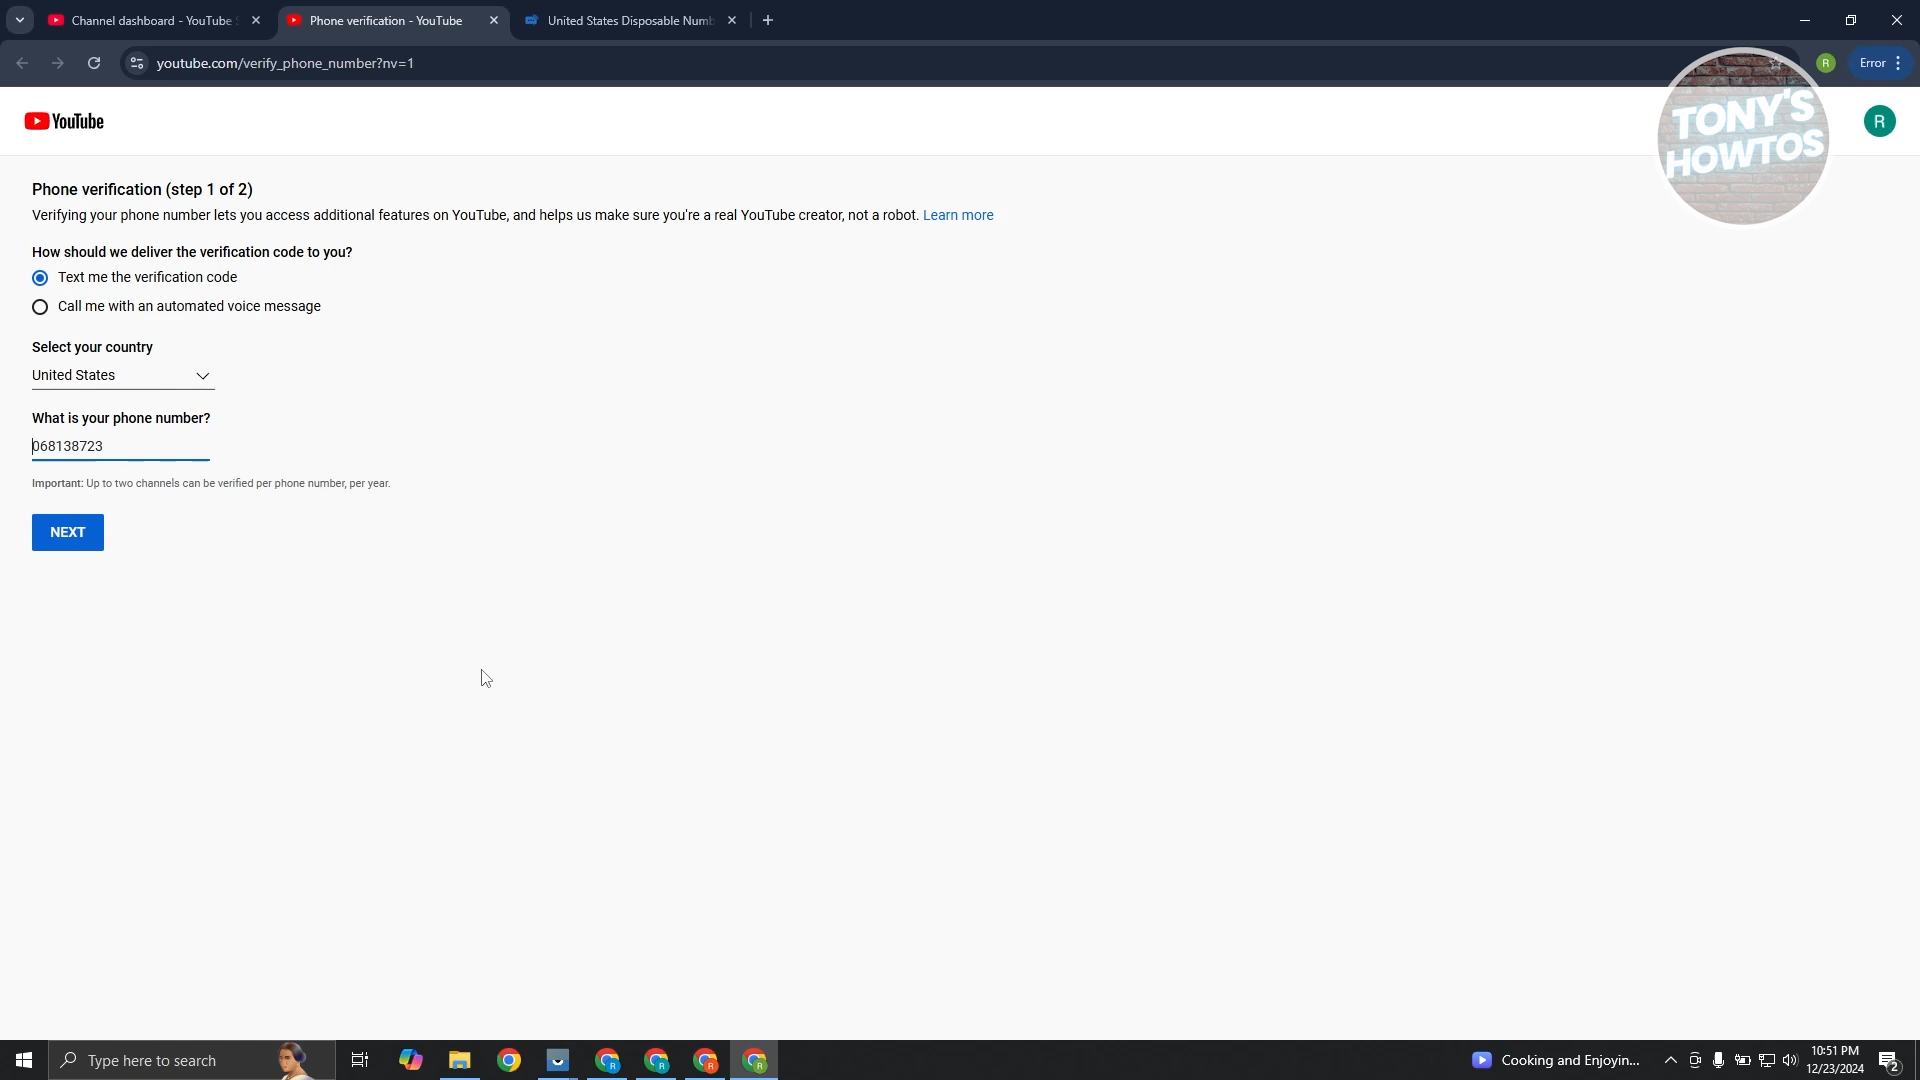 Channel dashboard - YouTube S
Phone verification - YouTube
United States Disposable Numb
youtube.com/verify_phone_number?nv=1
R
Error
YouTube
R
TONY'S
HOWTOS
Phone verification (step 1 of 2)
Verifying your phone number lets you access additional features on YouTube, and helps us make sure you're a real YouTube creator, not a robot. Learn more
How should we deliver the verification code to you?
Text me the verification code
Call me with an automated voice message
Select your country
United States
What is your phone number?
068138723
Important: Up to two channels can be verified per phone number, per year.
NEXT
Type here to search
R
R
R
R
Cooking and Enjoyin...
10:51 PM
12/23/2024
2